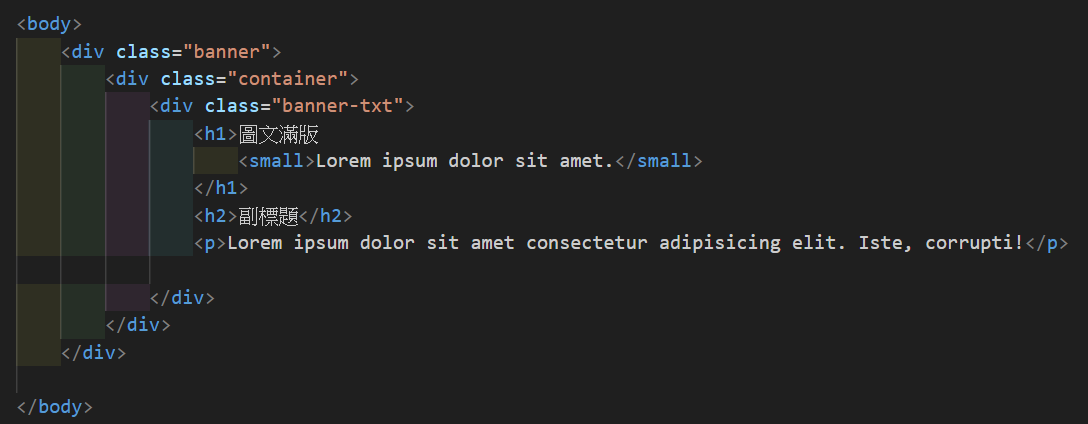 <body>
<div class="banner">
<div class="container">
<div class="banner-txt">
<h1>圖文滿版
<small>Lorem ipsum dolor sit amet.</small>
</h1>
<h2>副標題</h2>
<p>Lorem ipsum dolor sit amet consectetur adipisicing elit. Iste, corrupti!</p>
</div>
</div>
</div>
</body>